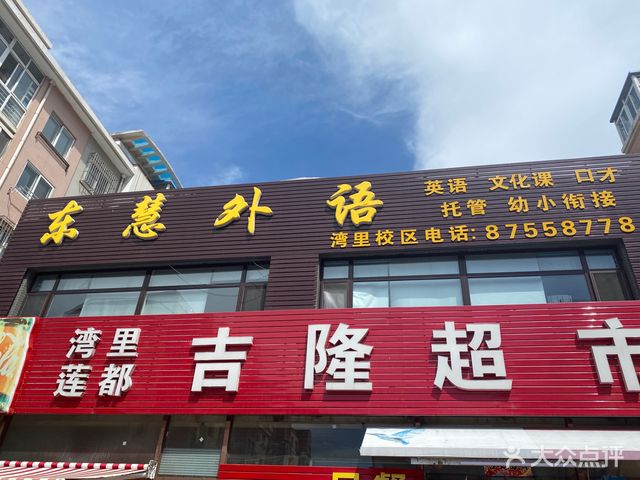 东慧外语
英语 文化课 口才
托管 幼小衔接
湾里校区电话:87558778
湾里
莲都
吉隆超市
大众点评